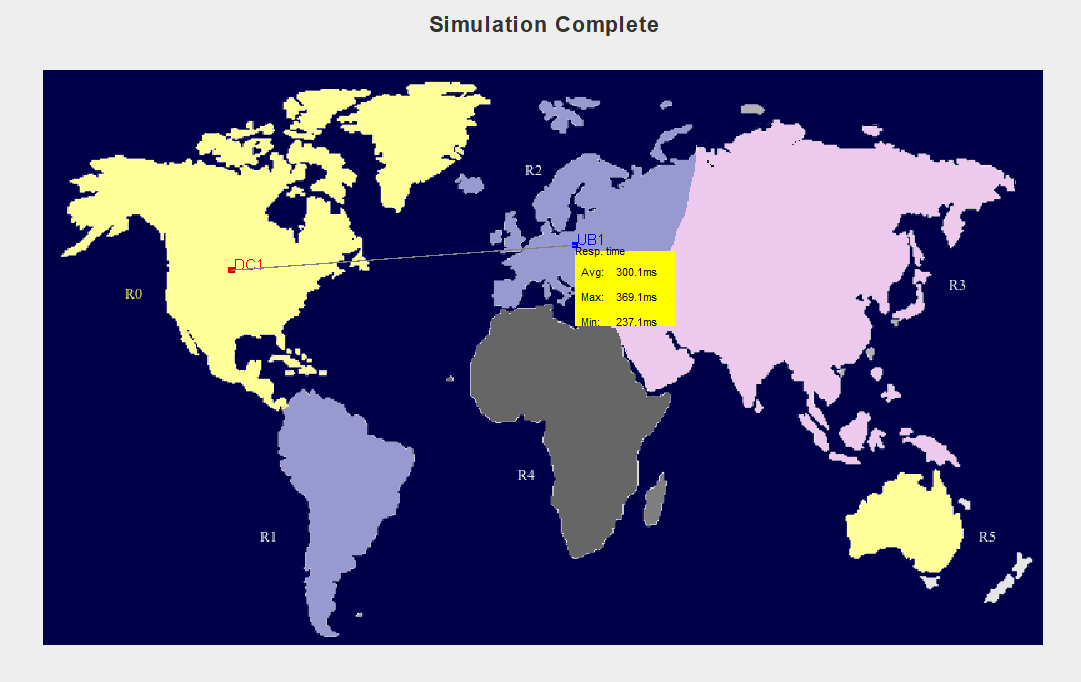 Simulation Complete
R2
UB1
Resp. time
DC1
Avg: 300.1ms
R0
R3
Max: 369.1ms
Min: 237.1ms
R4
R1
R5